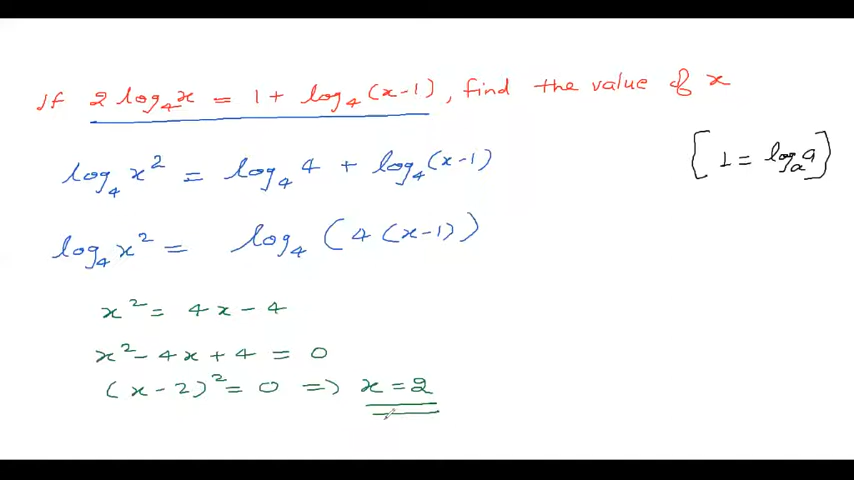 If 2 log₄x = 1 + log₄(x-1), find the value of x
log₄x² = log₄4 + log₄(x-1)
[1 = logₐa]
log₄x² = log₄(4(x-1))
x² = 4x - 4
x² - 4x + 4 = 0
(x-2)² = 0 => x = 2